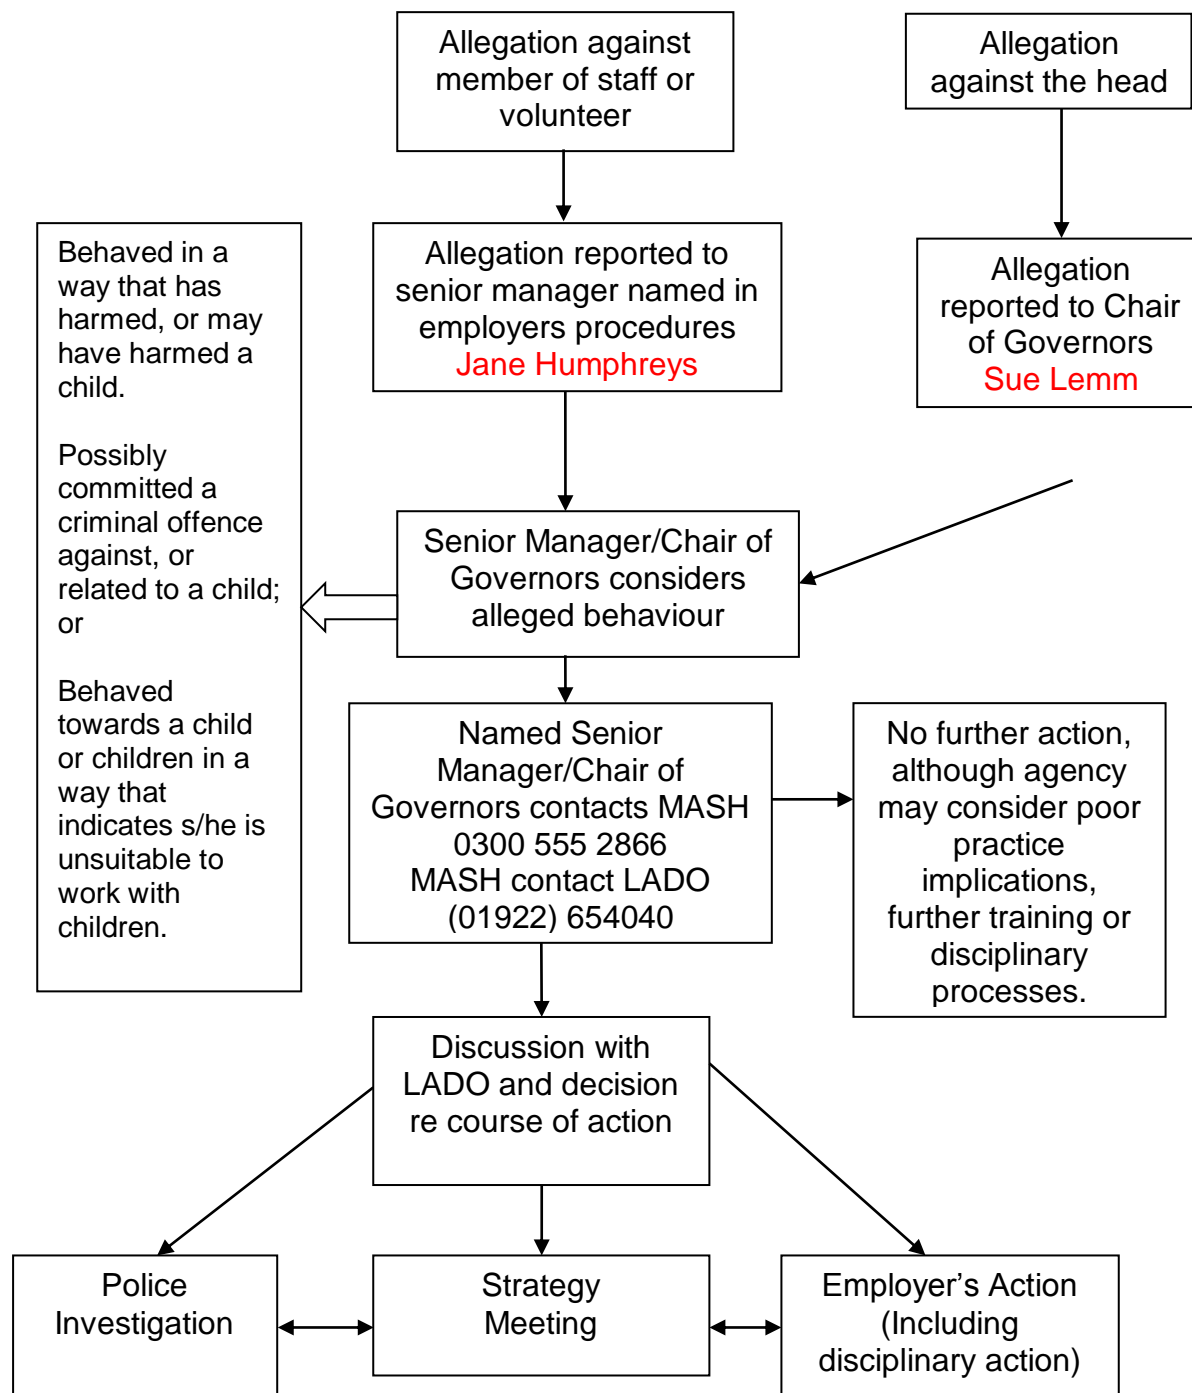 Allegation against
member of staff or
volunteer
Allegation
against the head
Behaved in a
way that has
harmed, or may
have harmed a
child.
Possibly
committed a
criminal offence
against, or
related to a child;
or
Behaved
towards a child
or children in a
way that
indicates s/he is
unsuitable to
work with
children.
Allegation reported to
senior manager named in
employers procedures
Jane Humphreys
Allegation
reported to Chair
of Governors
Sue Lemm
Senior Manager/Chair of
Governors considers
alleged behaviour
Named Senior
Manager/Chair of
Governors contacts MASH
0300 555 2866
MASH contact LADO
(01922) 654040
No further action,
although agency
may consider poor
practice
implications,
further training or
disciplinary
processes.
Discussion with
LADO and decision
re course of action
Police
Investigation
Strategy
Meeting
Employer’s Action
(Including
disciplinary action)